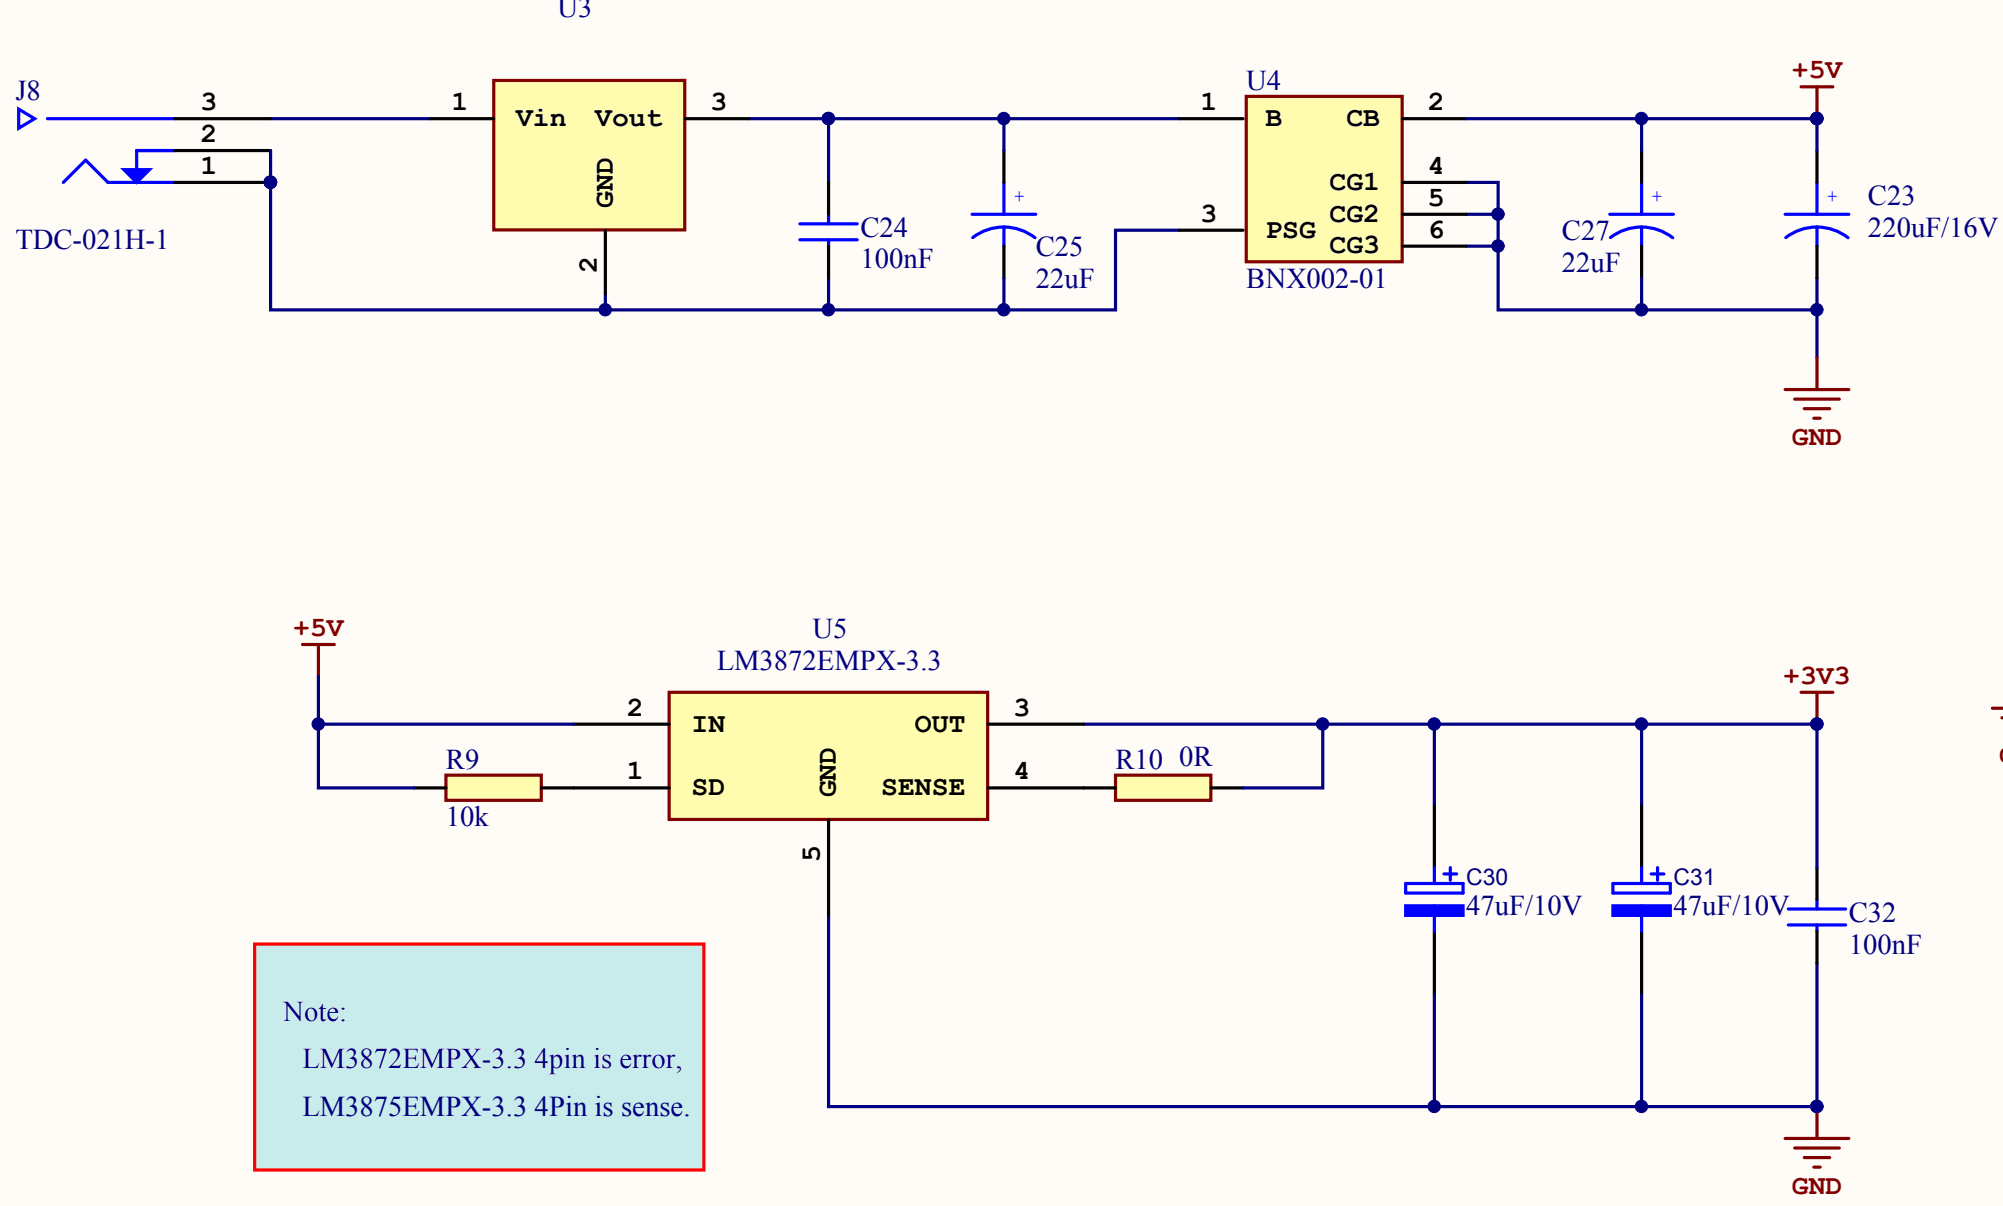 U3
J8
3
2
1
TDC-021H-1
1
Vin
Vout
3
GND
2
C24
100nF
+
C25
22uF
U4
1
B
CB
2
CG1
4
CG2
5
CG3
6
3
PSG
BNX002-01
+
C27
22uF
+5V
+
C23
220uF/16V
GND
+5V
U5
LM3872EMPX-3.3
2
IN
OUT
3
R9
10k
1
SD
GND
SENSE
4
R10 0R
5
+3V3
+
C30
47uF/10V
+
C31
47uF/10V
C32
100nF
GND
Note:
LM3872EMPX-3.3 4pin is error,
LM3875EMPX-3.3 4Pin is sense.